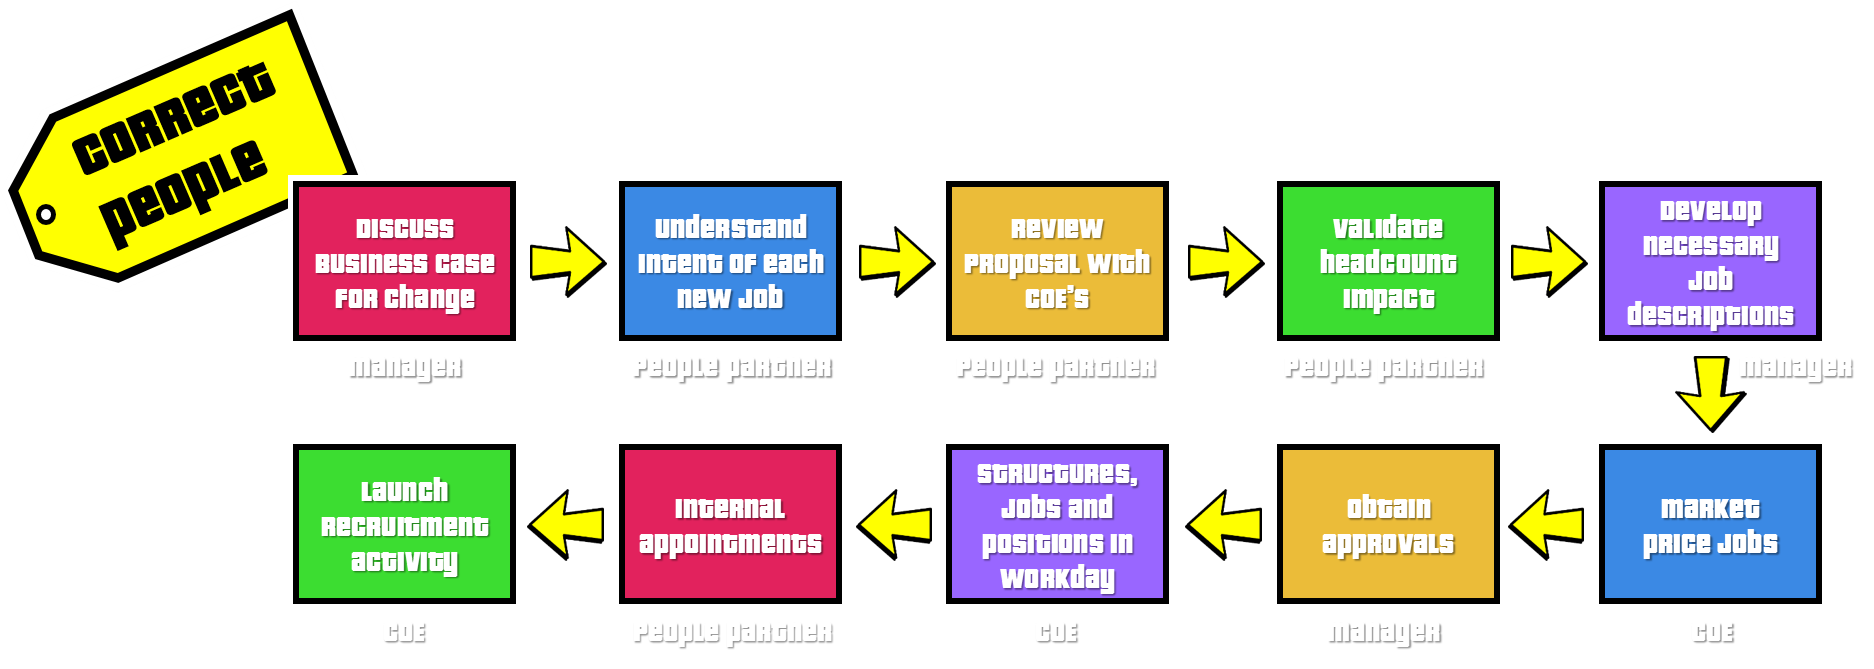 CORRECT
PEOPLE
Discuss
Business Case
for Change
Understand
Intent of each
new Job
Review
Proposal with
COE's
Validate
headcount
impact
Develop
necessary
Job
descriptions
Manager
People Partner
People Partner
People Partner
Manager
Launch
Recruitment
activity
Internal
appointments
Structures,
Jobs and
positions in
Workday
Obtain
approvals
Market
Price Jobs
COE
People Partner
COE
Manager
COE